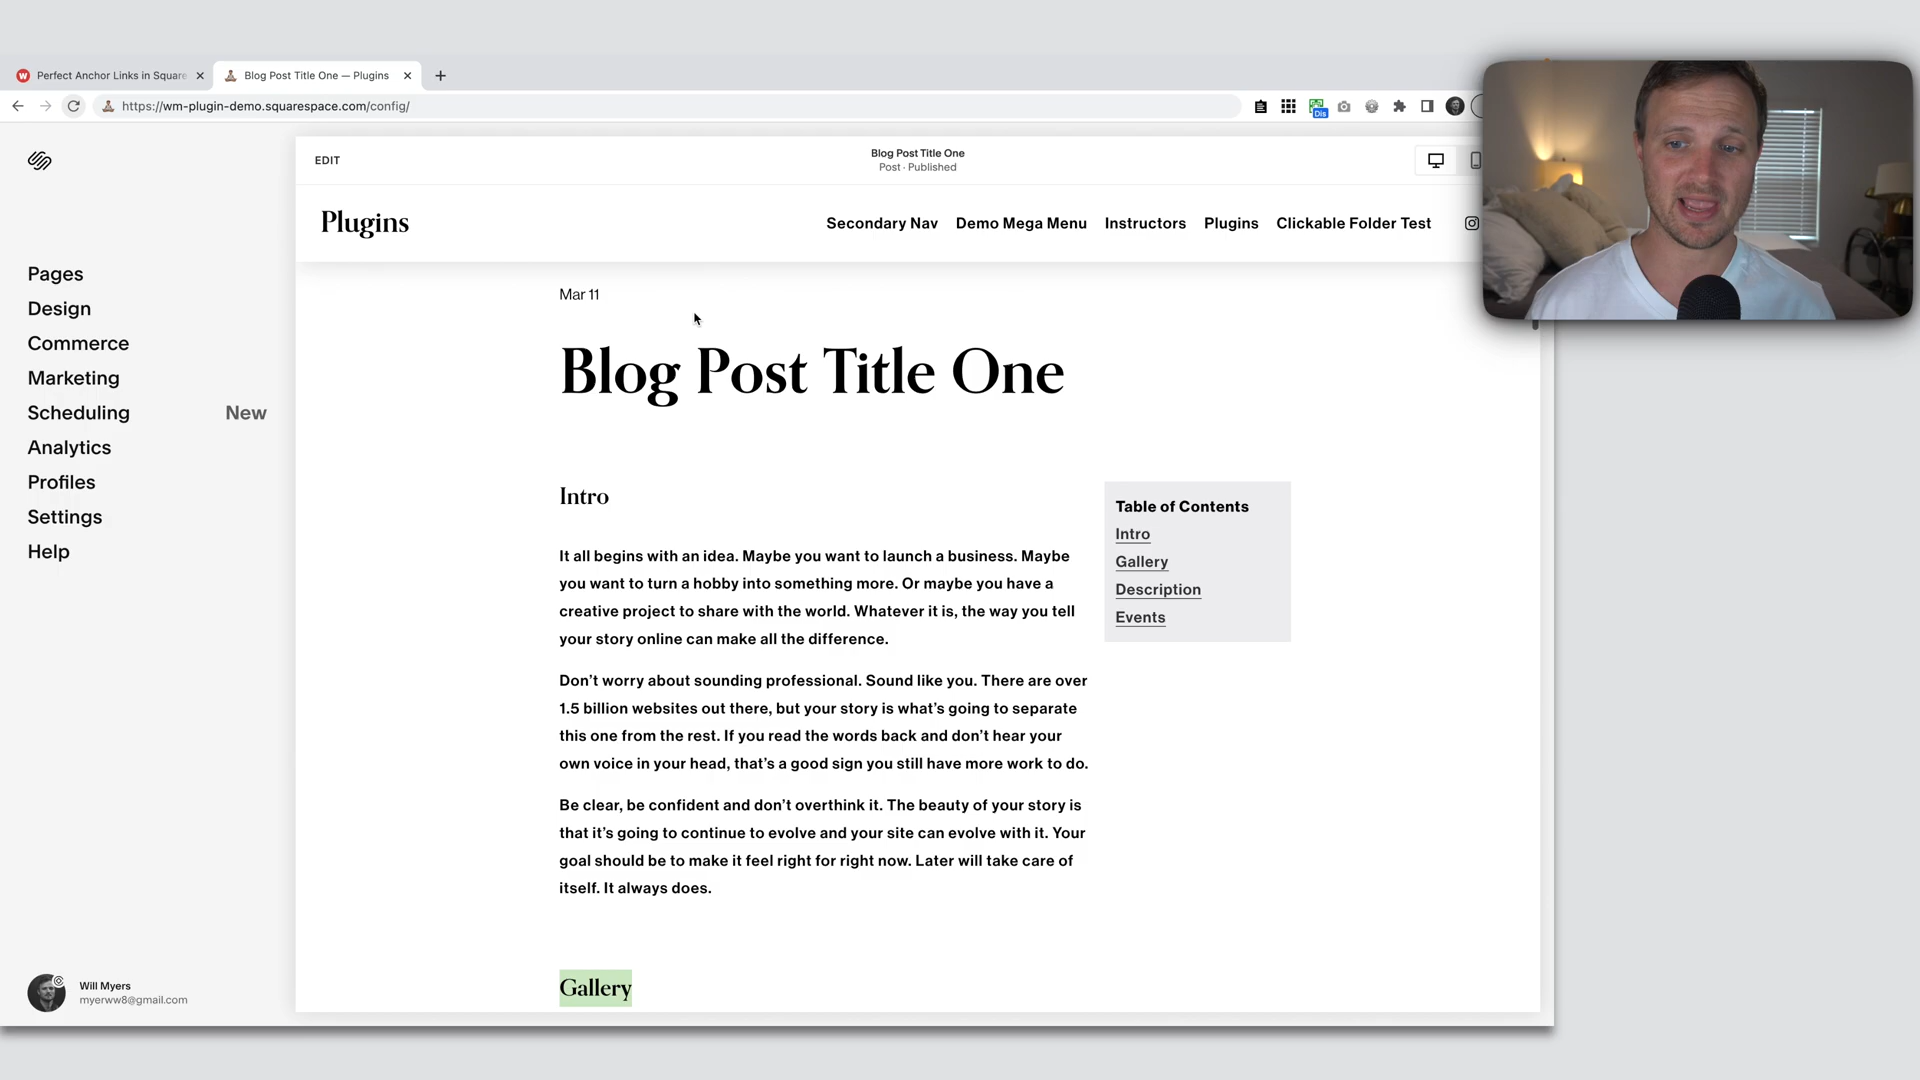 Perfect Anchor Links in Square
Blog Post Title One — Plugins
https://wm-plugin-demo.squarespace.com/config/
Dis
EDIT
Blog Post Title One
Post · Published
Plugins
Secondary Nav
Demo Mega Menu
Instructors
Plugins
Clickable Folder Test
Pages
Design
Commerce
Marketing
Scheduling New
Analytics
Profiles
Settings
Help
Will Myers
myerww8@gmail.com
Mar 11
Blog Post Title One
Intro
It all begins with an idea. Maybe you want to launch a business. Maybe
you want to turn a hobby into something more. Or maybe you have a
creative project to share with the world. Whatever it is, the way you tell
your story online can make all the difference.
Don’t worry about sounding professional. Sound like you. There are over
1.5 billion websites out there, but your story is what’s going to separate
this one from the rest. If you read the words back and don’t hear your
own voice in your head, that’s a good sign you still have more work to do.
Be clear, be confident and don’t overthink it. The beauty of your story is
that it’s going to continue to evolve and your site can evolve with it. Your
goal should be to make it feel right for right now. Later will take care of
itself. It always does.
Gallery
Table of Contents
Intro
Gallery
Description
Events